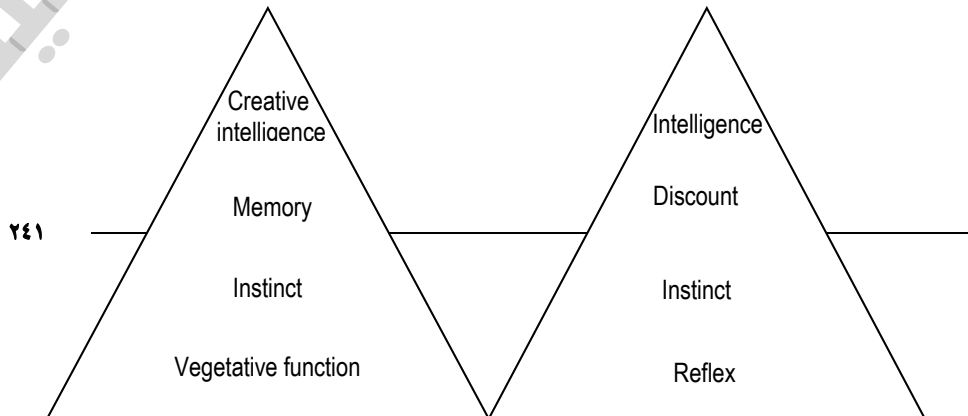 Creative
intelligence
Memory
Instinct
Vegetative function
Intelligence
Discount
Instinct
Reflex
٢٤١